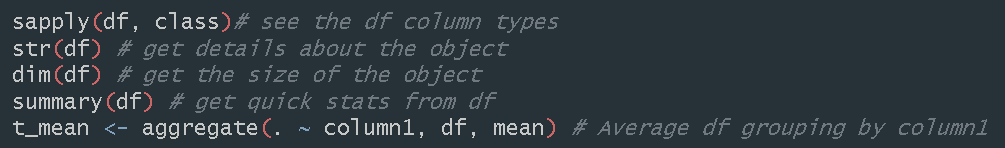 sapply(df, class)# see the df column types
str(df) # get details about the object
dim(df) # get the size of the object
summary(df) # get quick stats from df
t_mean <- aggregate(. ~ column1, df, mean) # Average df grouping by column1